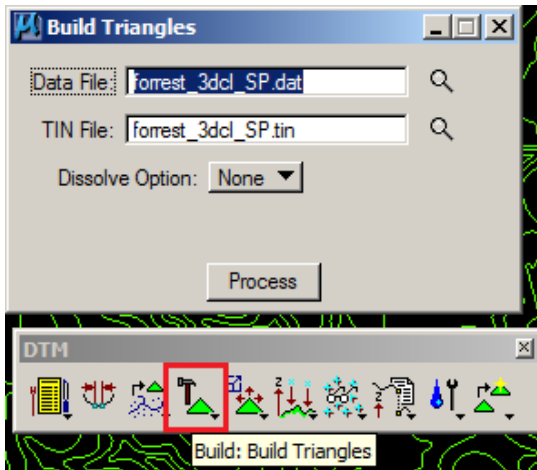 Build Triangles
Data File: forrest_3dcl_SP.dat
TIN File: forrest_3dcl_SP.tin
Dissolve Option: None
Process
DTM
Build: Build Triangles